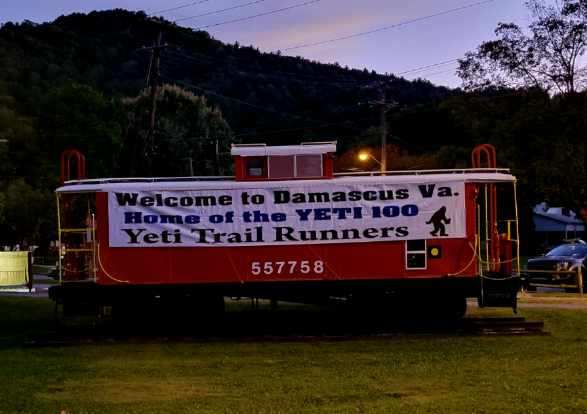 Welcome to Damascus Va.
Home of the YETI 100
Yeti Trail Runners
557758